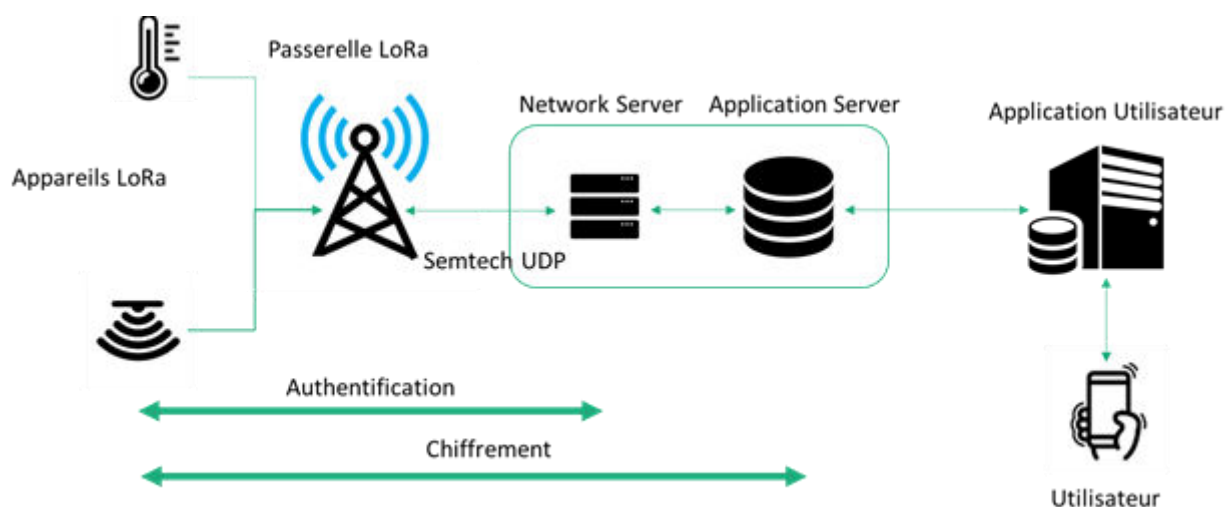 Passerelle LoRa
Network Server
Application Server
Application Utilisateur
Appareils LoRa
Semtech UDP
Authentification
Chiffrement
Utilisateur